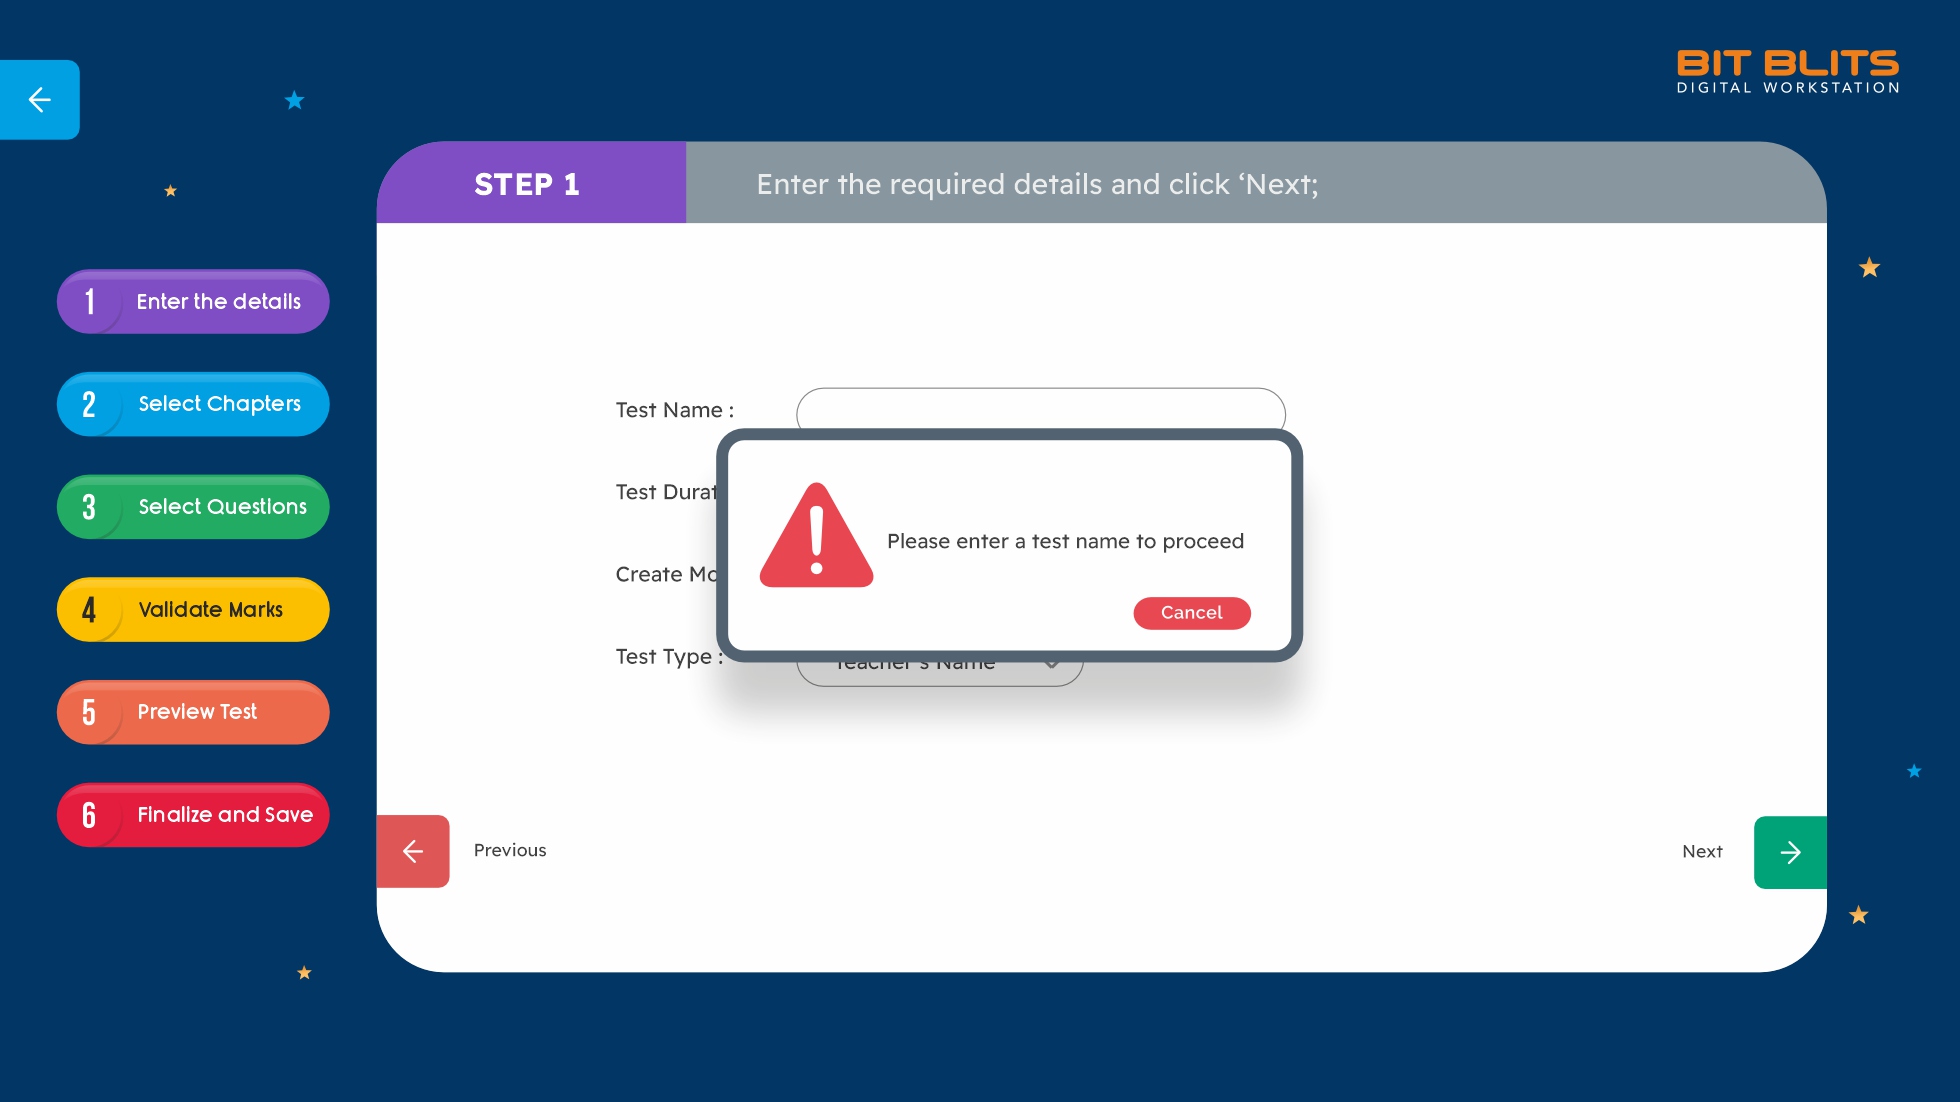 BIT BLITS
DIGITAL WORKSTATION
STEP 1
Enter the required details and click ‘Next;
1 Enter the details
2 Select Chapters
3 Select Questions
4 Validate Marks
5 Preview Test
6 Finalize and Save
Test Name :
Test Durat
Create Mo
Test Type :
Teacher's Name
Please enter a test name to proceed
Cancel
Previous
Next